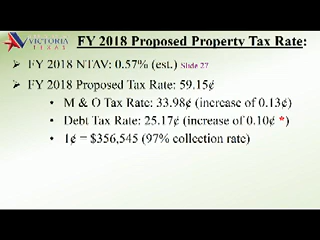 VICTORIA
TEXAS
FY 2018 Proposed Property Tax Rate:
➢ FY 2018 NTAV: 0.57% (est.) Slide 27
➢ FY 2018 Proposed Tax Rate: 59.15¢
• M & O Tax Rate: 33.98¢ (increase of 0.13¢)
• Debt Tax Rate: 25.17¢ (increase of 0.10¢ *)
• 1¢ = $356,545 (97% collection rate)